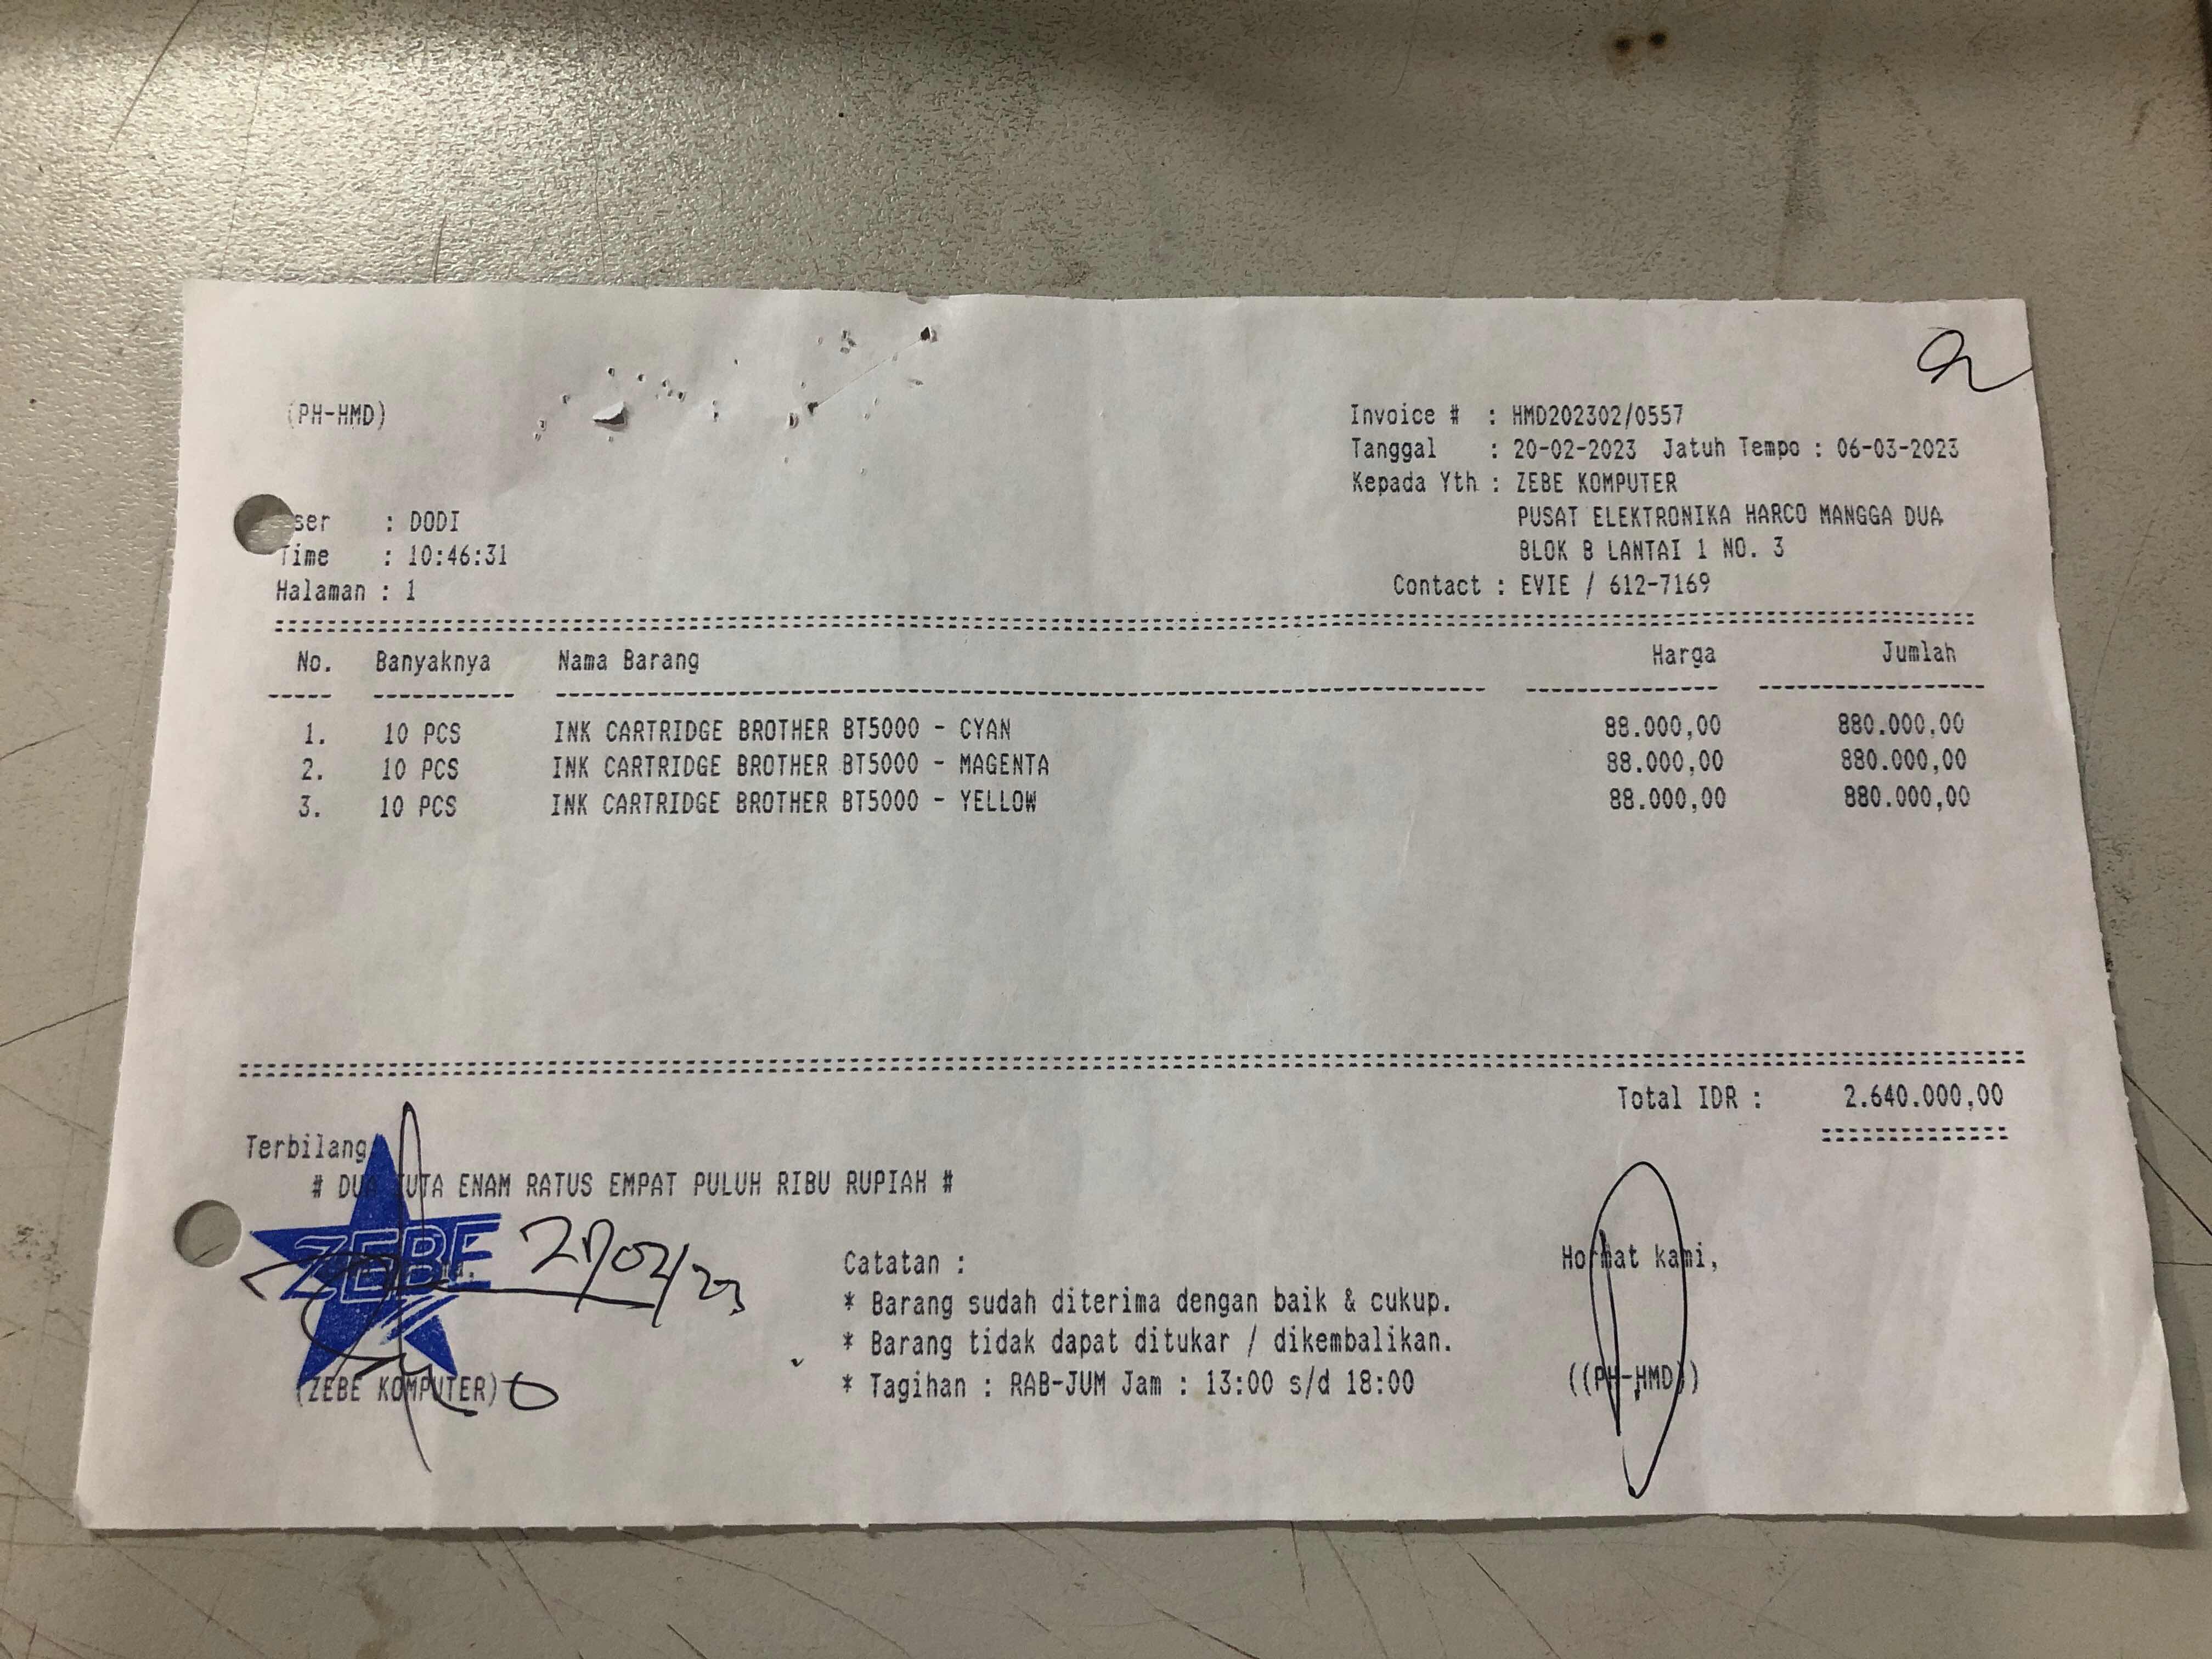 (PH-HMD)
Invoice # : HMD202302/0557
Tanggal : 20-02-2023 Jatuh Tempo : 06-03-2023
Kepada Yth : ZEBE KOMPUTER
PUSAT ELEKTRONIKA HARCO MANGGA DUA
BLOK B LANTAI 1 NO. 3
Contact : EVIE / 612-7169
ser : DODI
Time : 10:46:31
Halaman : 1
No. Banyaknya Nama Barang Harga Jumlah
1. 10 PCS INK CARTRIDGE BROTHER BT5000 - CYAN 88.000,00 880.000,00
2. 10 PCS INK CARTRIDGE BROTHER BT5000 - MAGENTA 88.000,00 880.000,00
3. 10 PCS INK CARTRIDGE BROTHER BT5000 - YELLOW 88.000,00 880.000,00
Total IDR : 2.640.000,00
Terbilang
# DUA JUTA ENAM RATUS EMPAT PULUH RIBU RUPIAH #
ZEBE
(ZEBE KOMPUTER)
Catatan :
* Barang sudah diterima dengan baik & cukup.
* Barang tidak dapat ditukar / dikembalikan.
* Tagihan : RAB-JUM Jam : 13:00 s/d 18:00
Hormat kami,
((PH-HMD))